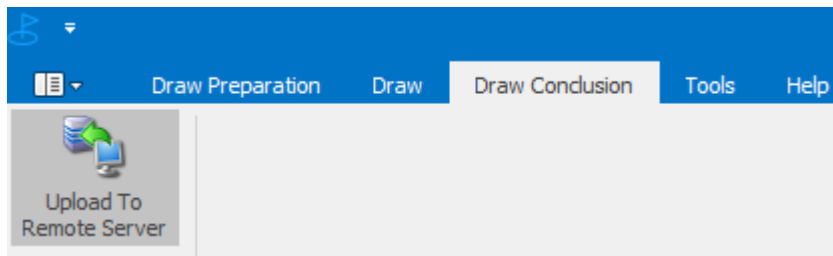 Draw Preparation Draw Draw Conclusion Tools Help
Upload To
Remote Server